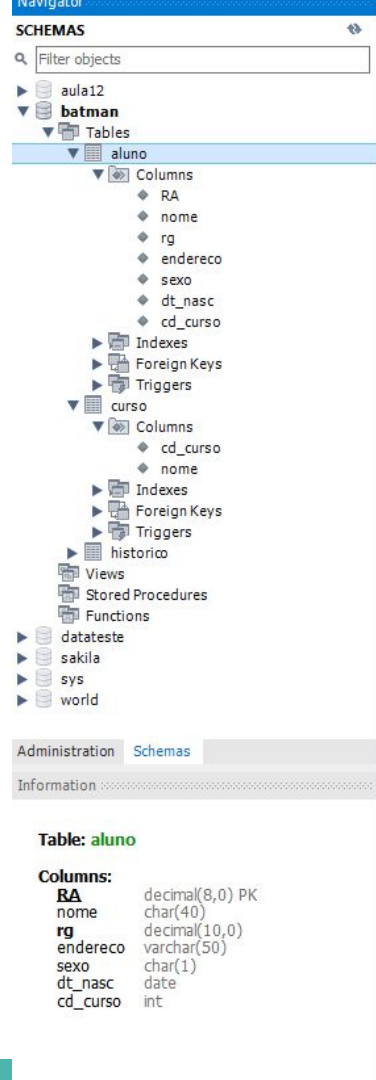 Navigator
SCHEMAS
Filter objects
aula12
batman
Tables
aluno
Columns
RA
nome
rg
endereco
sexo
dt_nasc
cd_curso
Indexes
Foreign Keys
Triggers
curso
Columns
cd_curso
nome
Indexes
Foreign Keys
Triggers
historico
Views
Stored Procedures
Functions
datateste
sakila
sys
world
Administration Schemas
Information
Table: aluno
Columns:
RA decimal(8,0) PK
nome char(40)
rg decimal(10,0)
endereco varchar(50)
sexo char(1)
dt_nasc date
cd_curso int